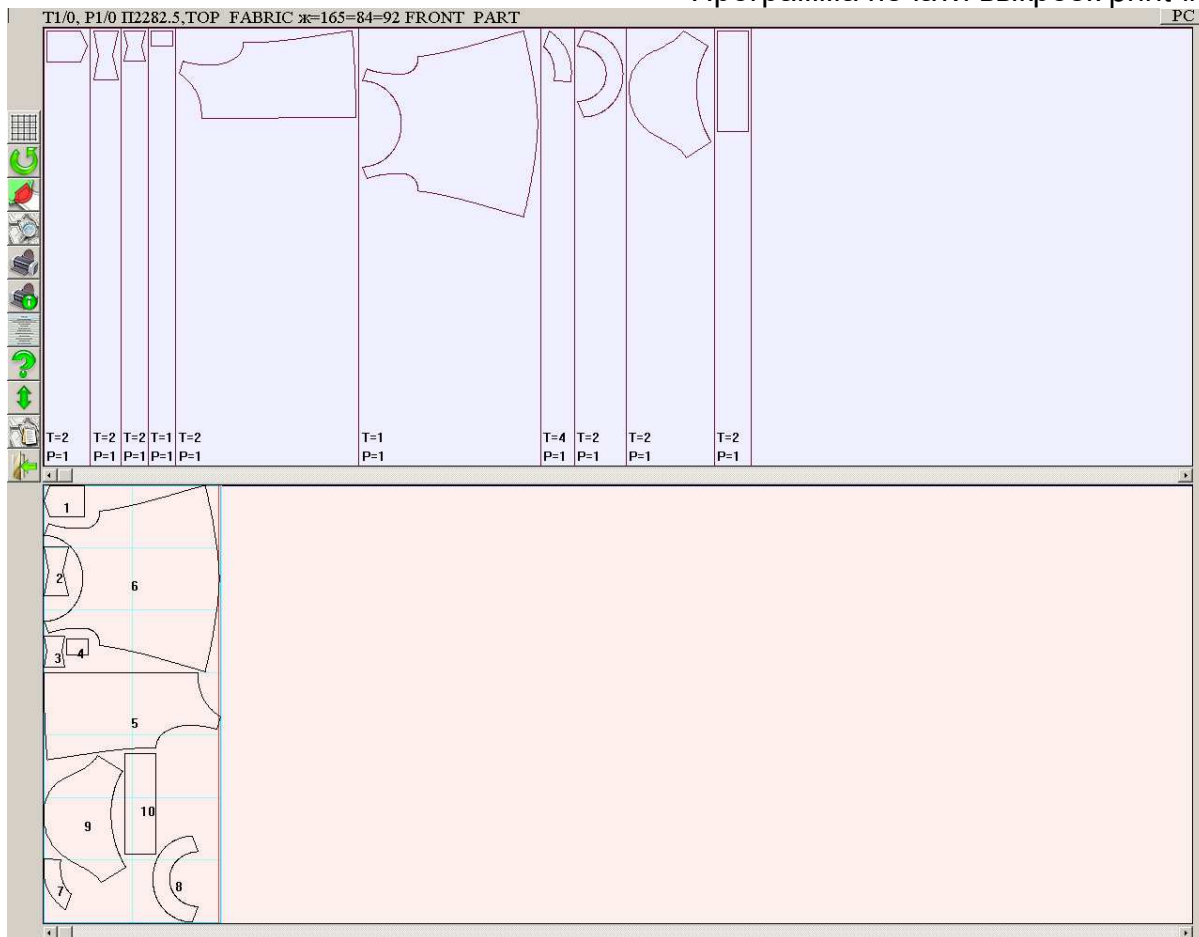 T1/0, P1/0 П2282.5,TOP FABRIC ж=165=84=92 FRONT PART
PC
T=2 T=2 T=2 T=1 T=2 T=1 T=4 T=2 T=2 T=2
P=1 P=1 P=1 P=1 P=1 P=1 P=1 P=1 P=1 P=1
1
2
6
3
4
5
10
9
7
8